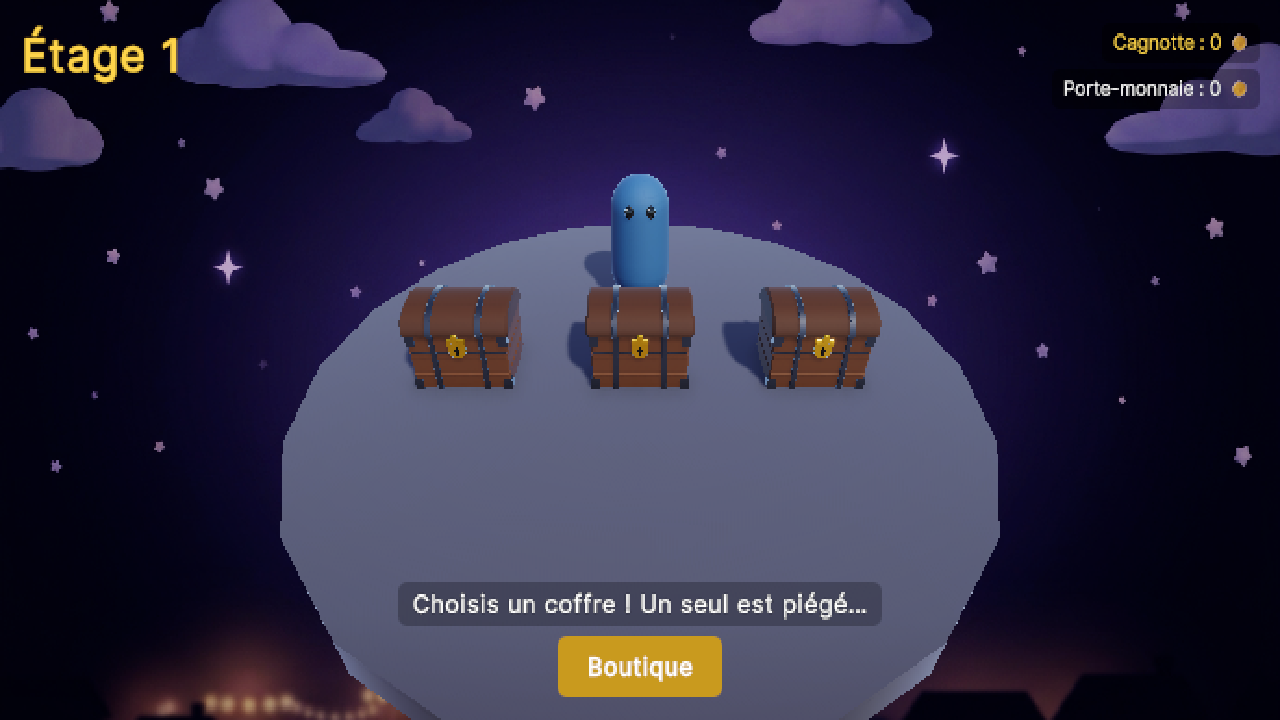 Étage 1
Cagnotte : 0
Porte-monnaie : 0
Choisis un coffre ! Un seul est piégé...
Boutique